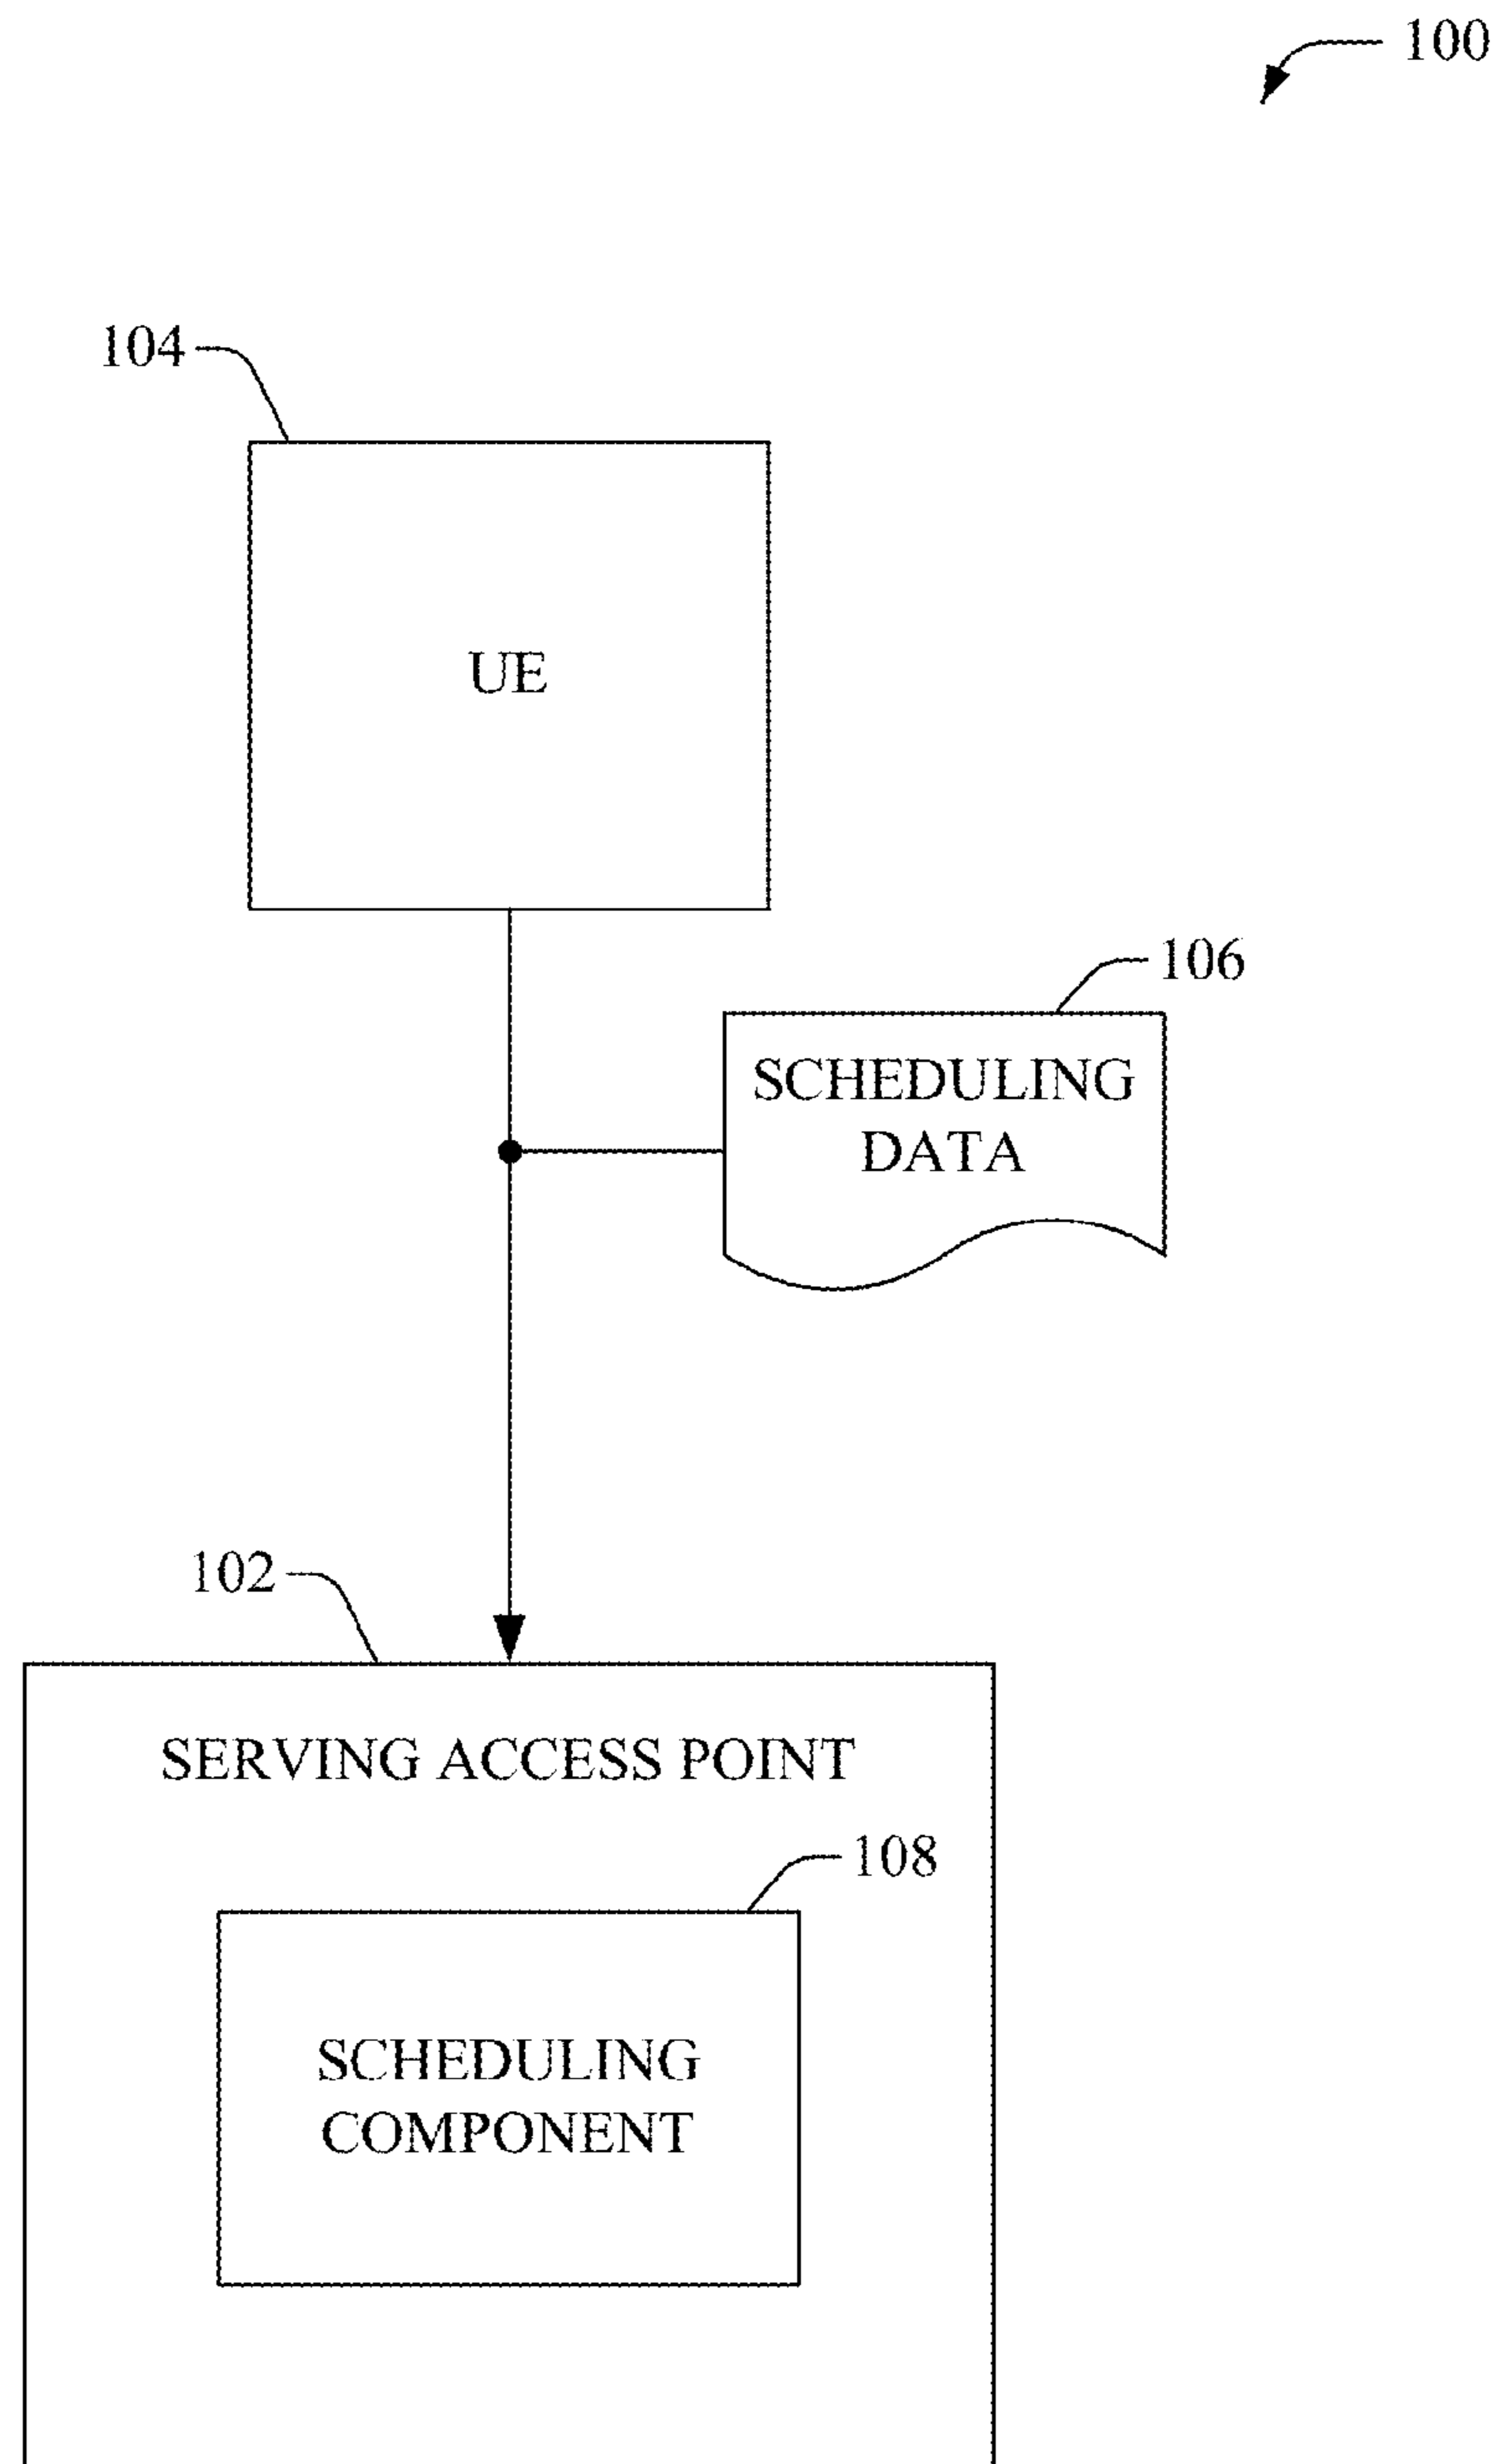 100
104
UE
106
SCHEDULING
DATA
102
SERVING ACCESS POINT
108
SCHEDULING
COMPONENT